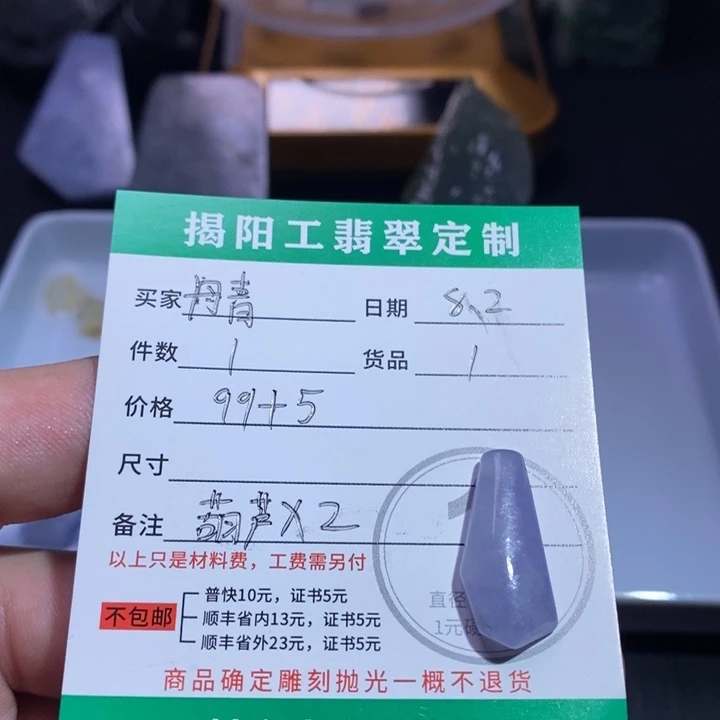 揭阳工翡翠定制
买家 丹青 日期 8.2
件数 1 货品 1
价格 99+5
尺寸
备注 葫芦X2
以上只是材料费，工费需另付
不包邮
普快10元，证书5元
顺丰省内13元，证书5元
顺丰省外23元，证书5元
直径
1元硬
商品确定雕刻抛光一概不退货